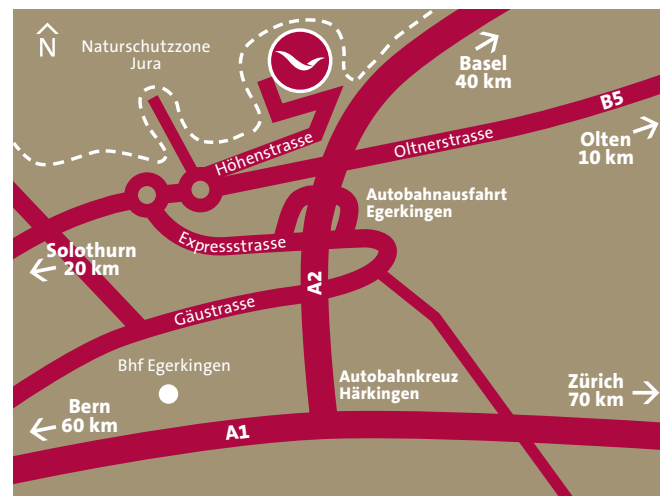 N
Naturschutzzone
Jura
Basel
40 km
B5
Olten
10 km
Höhenstrasse
Oltnerstrasse
Autobahnausfahrt
Egerkingen
Expressstrasse
Solothurn
20 km
A2
Gäustrasse
Bhf Egerkingen
Autobahnkreuz
Härkingen
Zürich
70 km
Bern
60 km
A1